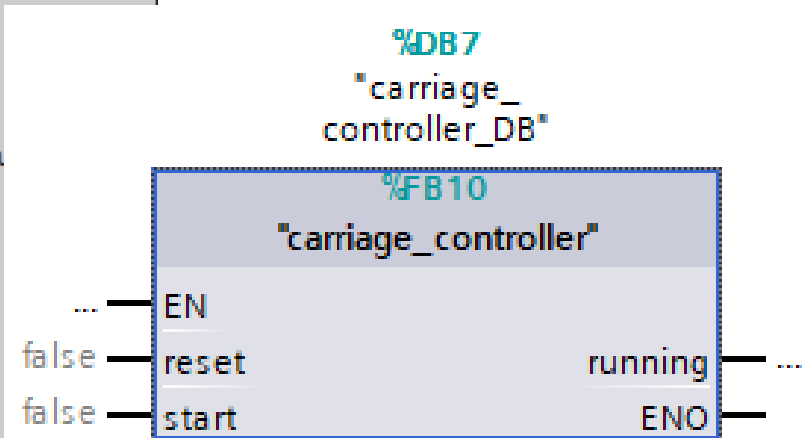 %DB7
"carriage_
controller_DB"
%FB10
"carriage_controller"
... EN
false reset running ...
false start ENO